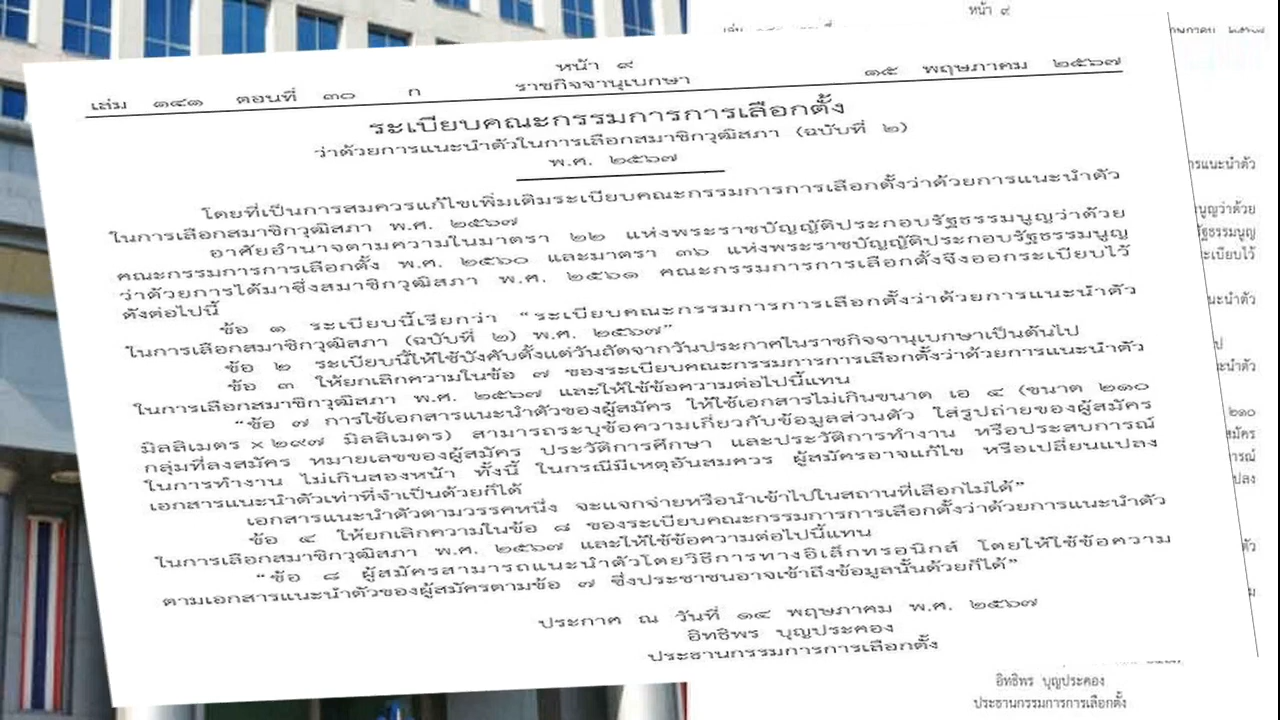 หน้า ๙
เล่ม ๑๔๑ ตอนที่ ๓๐ ก ราชกิจจานุเบกษา ๑๕ พฤษภาคม ๒๕๖๗
ระเบียบคณะกรรมการการเลือกตั้ง
ว่าด้วยการแนะนำตัวในการเลือกสมาชิกวุฒิสภา (ฉบับที่ ๒)
พ.ศ. ๒๕๖๗
โดยที่เป็นการสมควรแก้ไขเพิ่มเติมระเบียบคณะกรรมการการเลือกตั้งว่าด้วยการแนะนำตัว
ในการเลือกสมาชิกวุฒิสภา พ.ศ. ๒๕๖๗
อาศัยอำนาจตามความในมาตรา ๒๒ แห่งพระราชบัญญัติประกอบรัฐธรรมนูญว่าด้วย
คณะกรรมการการเลือกตั้ง พ.ศ. ๒๕๖๐ และมาตรา ๓๖ แห่งพระราชบัญญัติประกอบรัฐธรรมนูญ
ว่าด้วยการได้มาซึ่งสมาชิกวุฒิสภา พ.ศ. ๒๕๖๑ คณะกรรมการการเลือกตั้งจึงออกระเบียบไว้
ดังต่อไปนี้
ข้อ ๑ ระเบียบนี้เรียกว่า “ระเบียบคณะกรรมการการเลือกตั้งว่าด้วยการแนะนำตัว
ในการเลือกสมาชิกวุฒิสภา (ฉบับที่ ๒) พ.ศ. ๒๕๖๗”
ข้อ ๒ ระเบียบนี้ให้ใช้บังคับตั้งแต่วันถัดจากวันประกาศในราชกิจจานุเบกษาเป็นต้นไป
ข้อ ๓ ให้ยกเลิกความในข้อ ๗ ของระเบียบคณะกรรมการการเลือกตั้งว่าด้วยการแนะนำตัว
ในการเลือกสมาชิกวุฒิสภา พ.ศ. ๒๕๖๗ และให้ใช้ข้อความต่อไปนี้แทน
“ข้อ ๗ การใช้เอกสารแนะนำตัวของผู้สมัคร ให้ใช้เอกสารไม่เกินขนาด เอ ๔ (ขนาด ๒๑๐
มิลลิเมตร × ๒๙๗ มิลลิเมตร) สามารถระบุข้อความเกี่ยวกับข้อมูลส่วนตัว ใส่รูปถ่ายของผู้สมัคร
กลุ่มที่ลงสมัคร หมายเลขของผู้สมัคร ประวัติการศึกษา และประวัติการทำงาน หรือประสบการณ์
ในการทำงาน ไม่เกินสองหน้า ทั้งนี้ ในกรณีมีเหตุอันสมควร ผู้สมัครอาจแก้ไข หรือเปลี่ยนแปลง
เอกสารแนะนำตัวเท่าที่จำเป็นด้วยก็ได้
เอกสารแนะนำตัวตามวรรคหนึ่ง จะแจกจ่ายหรือนำเข้าไปในสถานที่เลือกไม่ได้”
ข้อ ๔ ให้ยกเลิกความในข้อ ๘ ของระเบียบคณะกรรมการการเลือกตั้งว่าด้วยการแนะนำตัว
ในการเลือกสมาชิกวุฒิสภา พ.ศ. ๒๕๖๗ และให้ใช้ข้อความต่อไปนี้แทน
“ข้อ ๘ ผู้สมัครสามารถแนะนำตัวโดยวิธีการทางอิเล็กทรอนิกส์ โดยให้ใช้ข้อความ
ตามเอกสารแนะนำตัวของผู้สมัครตามข้อ ๗ ซึ่งประชาชนอาจเข้าถึงข้อมูลนั้นด้วยก็ได้”
ประกาศ ณ วันที่ ๑๔ พฤษภาคม พ.ศ. ๒๕๖๗
อิทธิพร บุญประคอง
ประธานกรรมการการเลือกตั้ง
หน้า ๙
ารแนะนำตัว
นูญว่าด้วย
รัฐธรรมนูญ
ะเบียบไว้
นะนำตัว
ป
ะนำตัว
๒๑๐
สมัคร
ารณ์
ปลง
ตัว
อิทธิพร บุญประคอง
ประธานกรรมการการเลือกตั้ง